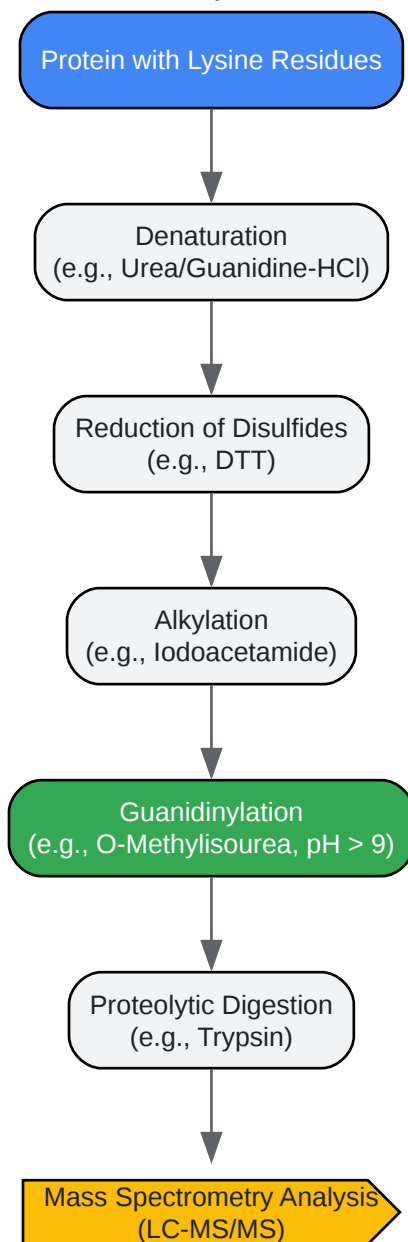 Protein with Lysine Residues
Denaturation
(e.g., Urea/Guanidine-HCl)
Reduction of Disulfides
(e.g., DTT)
Alkylation
(e.g., Iodoacetamide)
Guanidinylation
(e.g., O-Methylisourea, pH > 9)
Proteolytic Digestion
(e.g., Trypsin)
Mass Spectrometry Analysis
(LC-MS/MS)